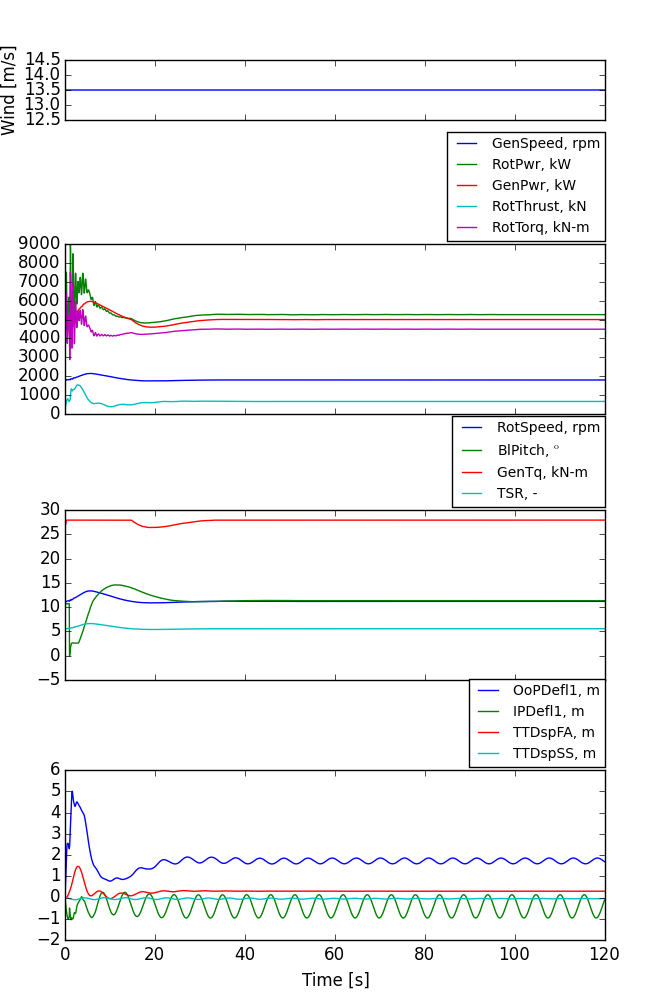 Wind [m/s]
14.5
14.0
13.5
13.0
12.5
GenSpeed, rpm
RotPwr, kW
GenPwr, kW
RotThrust, kN
RotTorq, kN-m
9000
8000
7000
6000
5000
4000
3000
2000
1000
0
RotSpeed, rpm
BlPitch, °
GenTq, kN-m
TSR, -
30
25
20
15
10
5
0
−5
OoPDefl1, m
IPDefl1, m
TTDspFA, m
TTDspSS, m
6
5
4
3
2
1
0
−1
−2
0 20 40 60 80 100 120
Time [s]